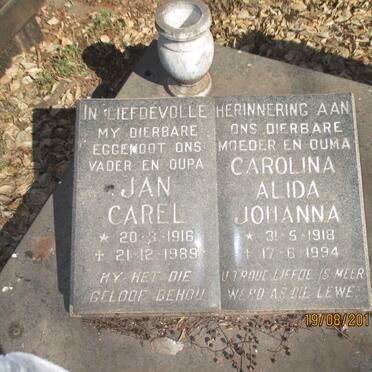 IN LIEFDEVOLLE HERINNERING AAN
MY DIERBARE
EGGENOOT ONS
VADER EN OUPA
JAN
CAREL
* 20·3·1916
† 21·12·1989
HY HET DIE
GELOOF BEHOU
ONS DIERBARE
MOEDER EN OUMA
CAROLINA
ALIDA
JOHANNA
* 31·5·1918
† 17·6·1994
U TROUE LIEFDE IS MEER
WERD AS DIE LEWE
19/08/201